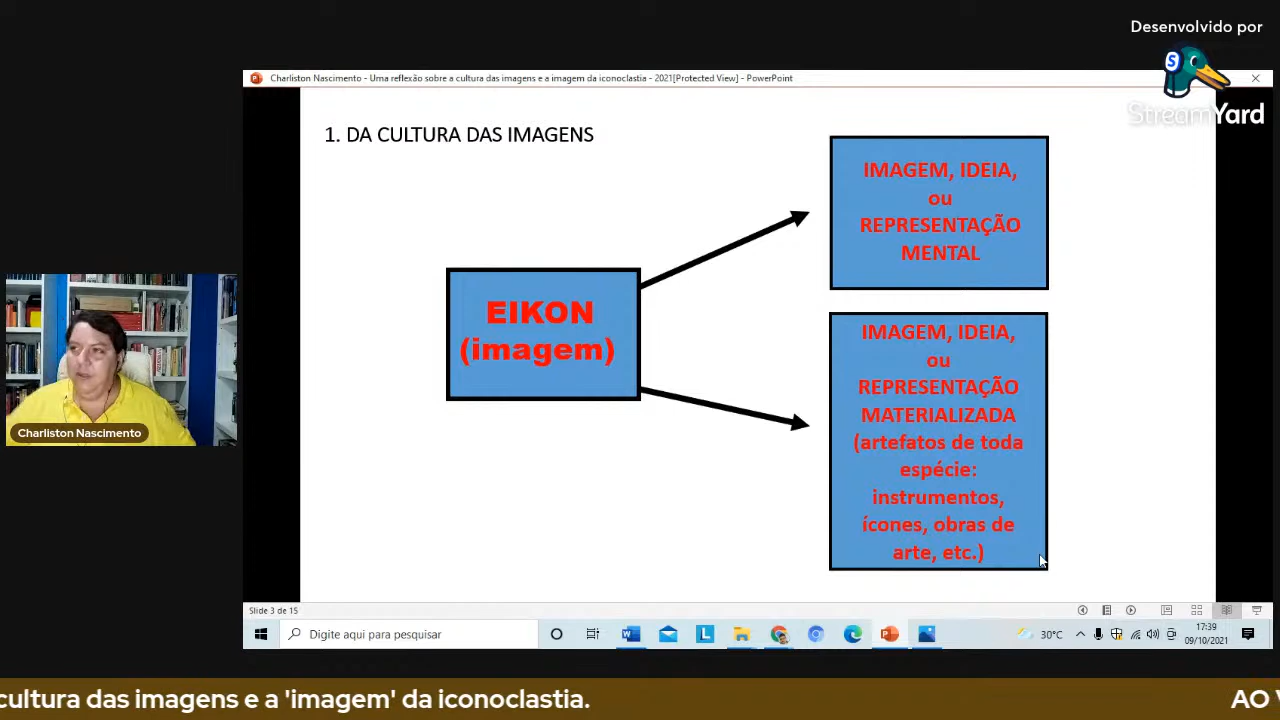 Desenvolvido por
S
StreamYard
Charliston Nascimento - Uma reflexão sobre a cultura das imagens e a imagem da iconoclastia - 2021[Protected View] - PowerPoint
1. DA CULTURA DAS IMAGENS
IMAGEM, IDEIA,
ou
REPRESENTAÇÃO
MENTAL
EIKON
(imagem)
IMAGEM, IDEIA,
ou
REPRESENTAÇÃO
MATERIALIZADA
(artefatos de toda
espécie:
instrumentos,
ícones, obras de
arte, etc.)
Charliston Nascimento
Slide 3 de 15
Digite aqui para pesquisar
L
30°C
17:39
09/10/2021
cultura das imagens e a 'imagem' da iconoclastia.
AO